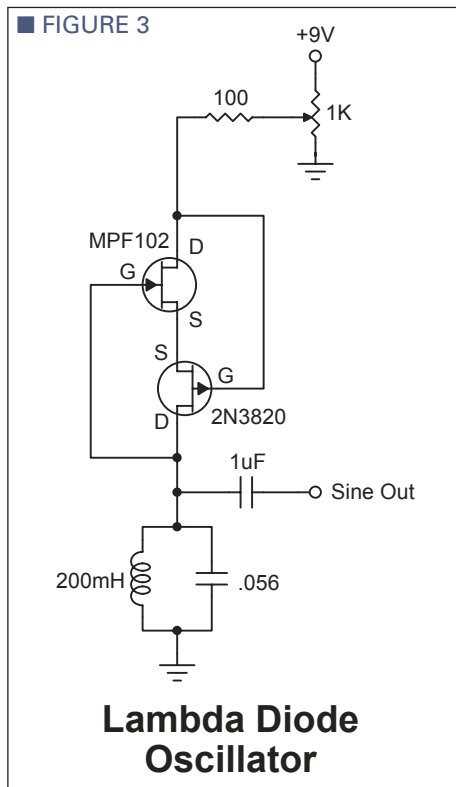 ■ FIGURE 3
+9V
100
1K
MPF102
D
G
S
S
G
D
2N3820
1uF
Sine Out
200mH
.056
Lambda Diode
Oscillator